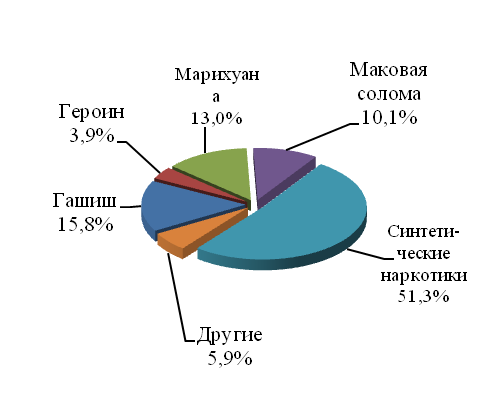 Марихуан
а
13,0%
Маковая
солома
10,1%
Героин
3,9%
Гашиш
15,8%
Синтети-
ческие
наркотики
51,3%
Другие
5,9%